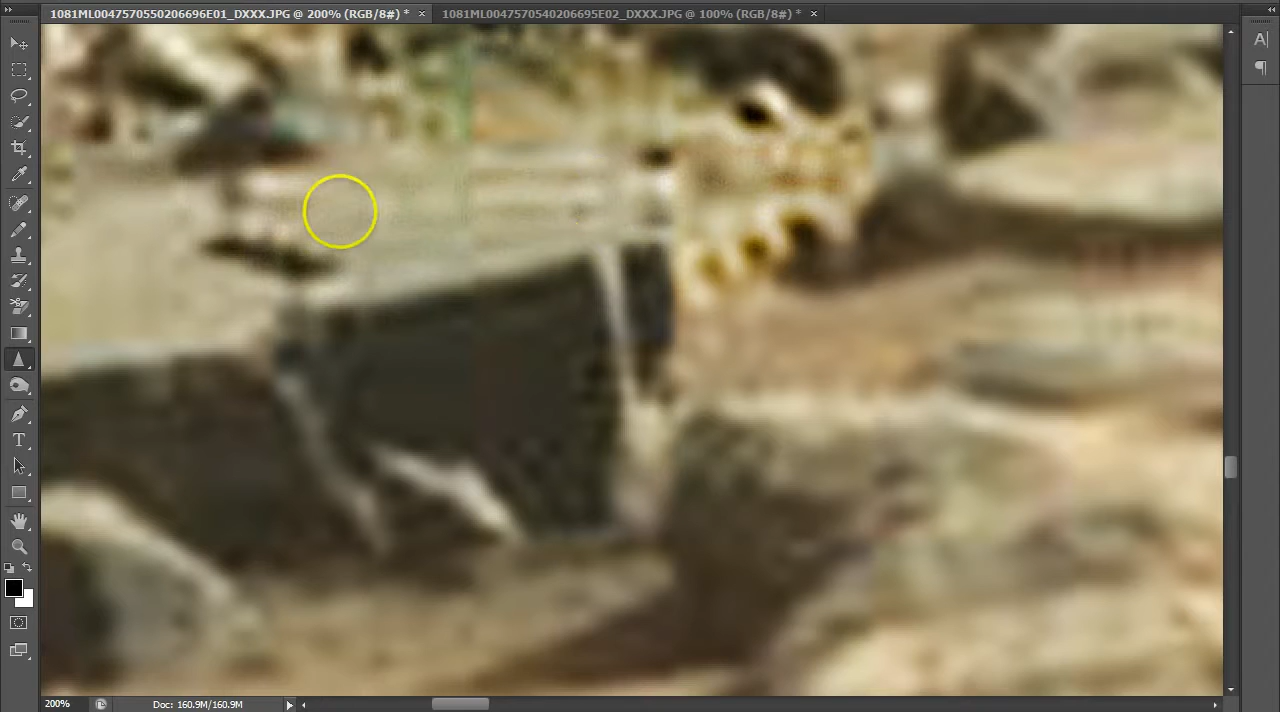 1081ML0047570550206696E01_DXXX.JPG @ 200% (RGB/8#) * × 1081ML0047570540206695E02_DXXX.JPG @ 100% (RGB/8#) * ×
A
T
200% Doc: 160.9M/160.9M